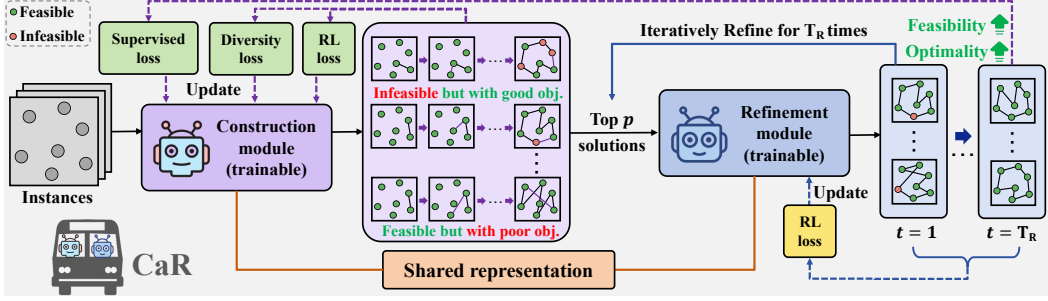 Feasible
Infeasible
Supervised
loss
Diversity
loss
RL
loss
Update
Instances
Construction
module
(trainable)
Infeasible but with good obj.
Feasible but with poor obj.
Top p
solutions
Iteratively Refine for T_R times
Refinement
module
(trainable)
Feasibility
Optimality
Update
RL
loss
t = 1
t = T_R
Shared representation
CaR